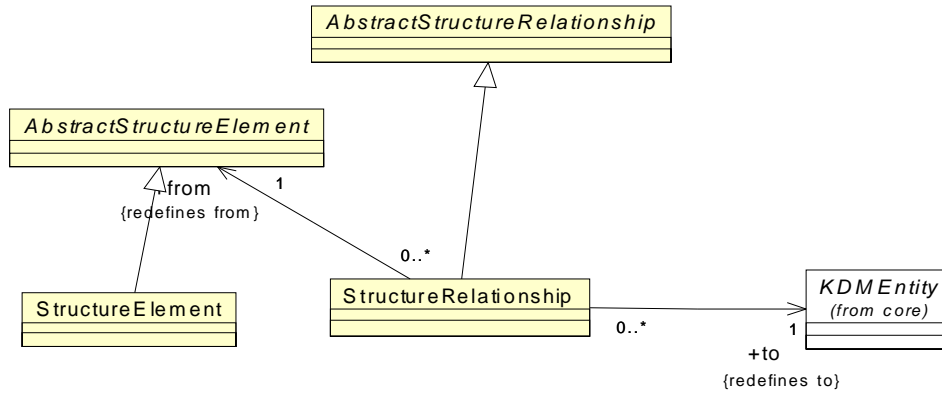 AbstractStructureRelationship
AbstractStructureElement
+from
{redefines from}
1
0..*
StructureElement
StructureRelationship
KDMEntity
(from core)
0..*
1
+to
{redefines to}